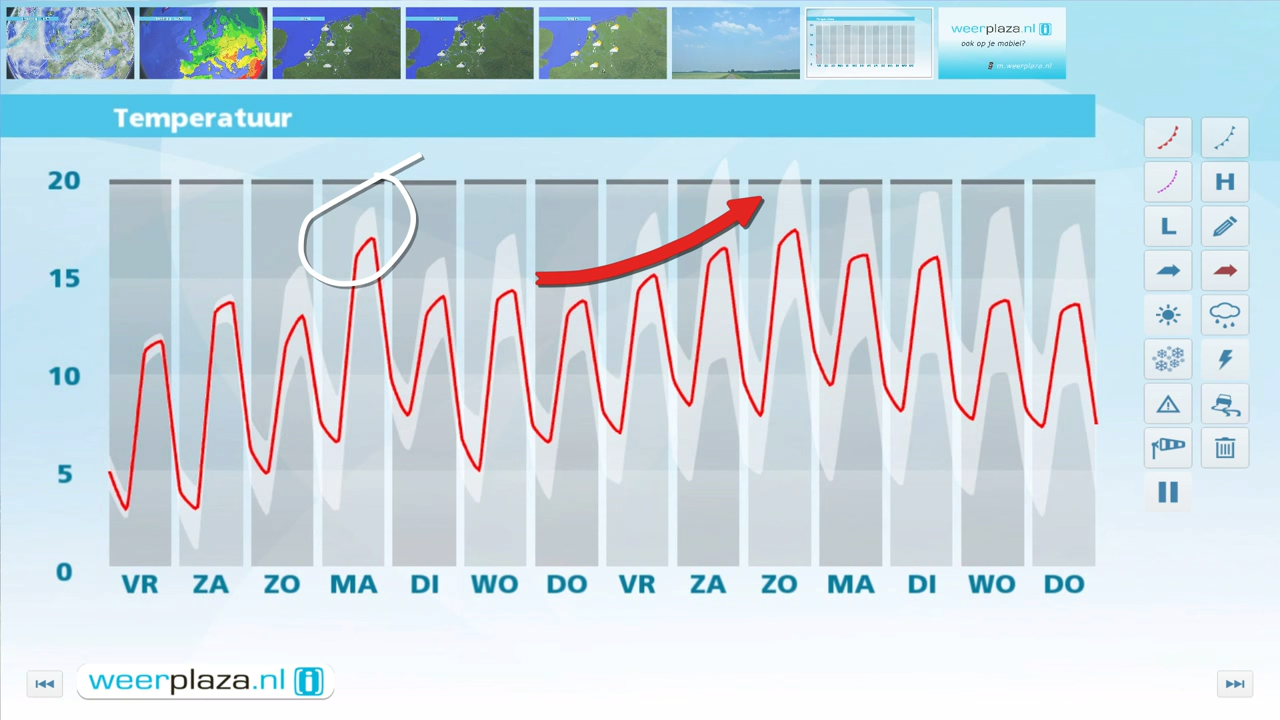 weerplaza.nl
ook op je mobiel?
m.weerplaza.nl
Temperatuur
20
15
10
5
0
VR ZA ZO MA DI WO DO VR ZA ZO MA DI WO DO
H
L
weerplaza.nl